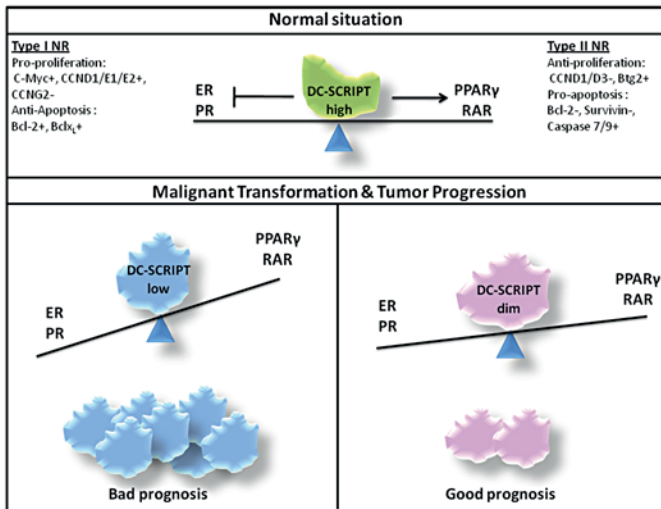 Normal situation
Type I NR
Pro-proliferation:
C-Myc+, CCND1/E1/E2+,
CCNG2-
Anti-Apoptosis :
Bcl-2+, BclxL+
ER
PR
DC-SCRIPT
high
PPARγ
RAR
Type II NR
Anti-proliferation:
CCND1/D3-, Btg2+
Pro-apoptosis :
Bcl-2-, Survivin-,
Caspase 7/9+
Malignant Transformation & Tumor Progression
PPARγ
RAR
DC-SCRIPT
low
ER
PR
Bad prognosis
PPARγ
RAR
DC-SCRIPT
dim
ER
PR
Good prognosis